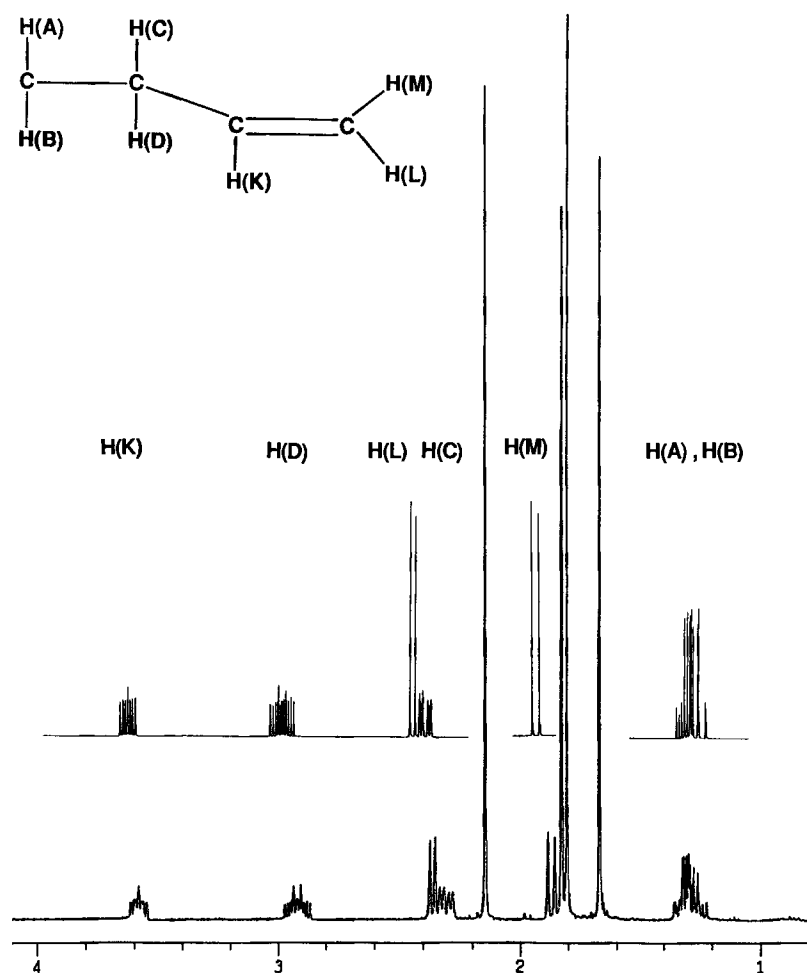 H(A) H(C)
C C H(M)
H(B) H(D) C C
H(K) H(L)
H(K) H(D) H(L) H(C) H(M) H(A) , H(B)
4 3 2 1